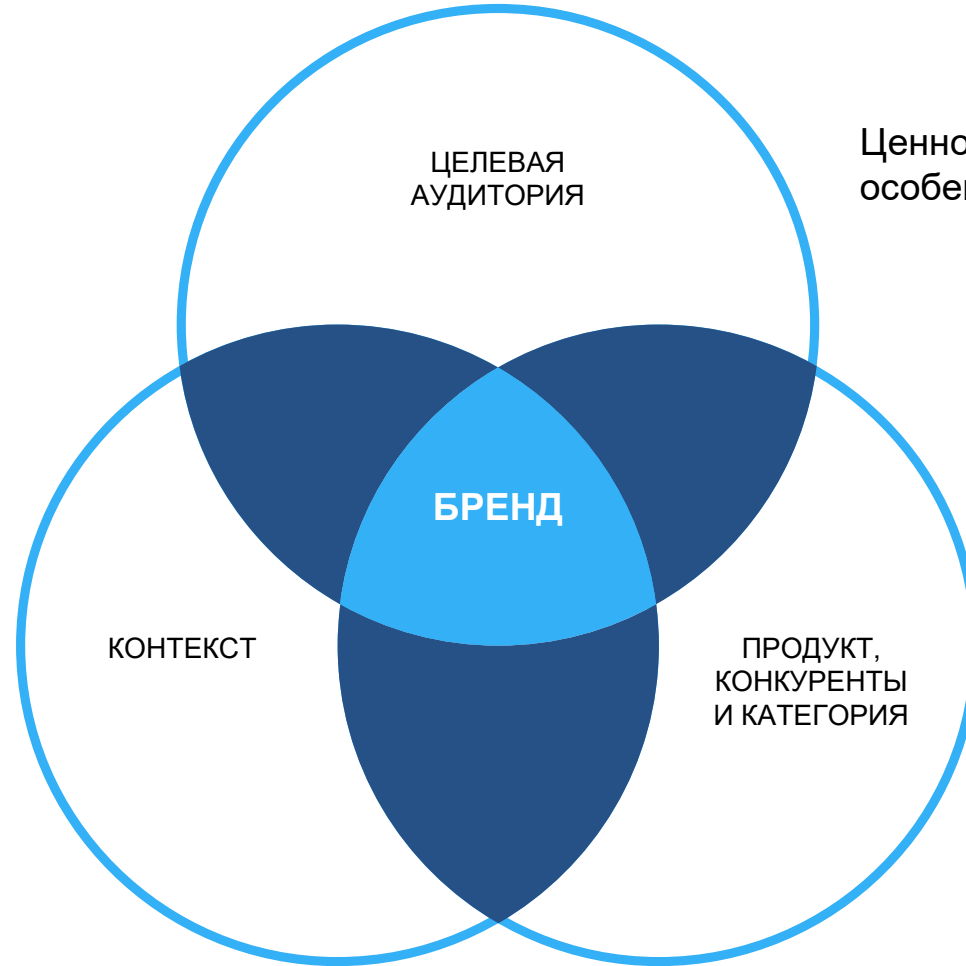 ЦЕЛЕВАЯ
АУДИТОРИЯ
БРЕНД
КОНТЕКСТ
ПРОДУКТ,
КОНКУРЕНТЫ
И КАТЕГОРИЯ